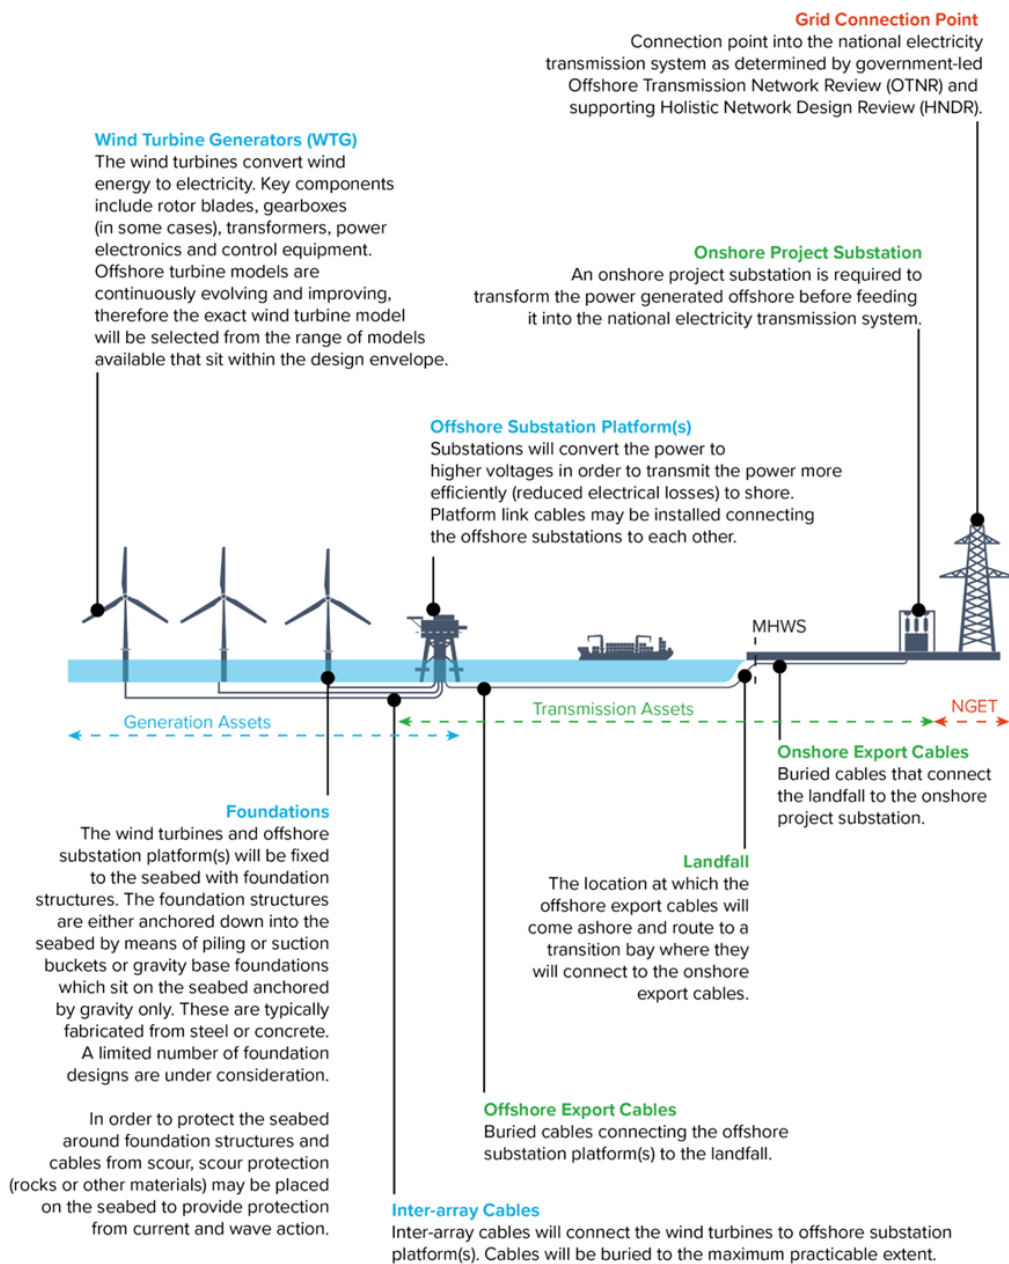 Grid Connection Point
Connection point into the national electricity
transmission system as determined by government-led
Offshore Transmission Network Review (OTNR) and
supporting Holistic Network Design Review (HNDR).
Wind Turbine Generators (WTG)
The wind turbines convert wind
energy to electricity. Key components
include rotor blades, gearboxes
(in some cases), transformers, power
electronics and control equipment.
Offshore turbine models are
continuously evolving and improving,
therefore the exact wind turbine model
will be selected from the range of models
available that sit within the design envelope.
Onshore Project Substation
An onshore project substation is required to
transform the power generated offshore before feeding
it into the national electricity transmission system.
Offshore Substation Platform(s)
Substations will convert the power to
higher voltages in order to transmit the power more
efficiently (reduced electrical losses) to shore.
Platform link cables may be installed connecting
the offshore substations to each other.
MHWS
Generation Assets
Transmission Assets
NGET
Onshore Export Cables
Buried cables that connect
the landfall to the onshore
project substation.
Foundations
The wind turbines and offshore
substation platform(s) will be fixed
to the seabed with foundation
structures. The foundation structures
are either anchored down into the
seabed by means of piling or suction
buckets or gravity base foundations
which sit on the seabed anchored
by gravity only. These are typically
fabricated from steel or concrete.
A limited number of foundation
designs are under consideration.
In order to protect the seabed
around foundation structures and
cables from scour, scour protection
(rocks or other materials) may be placed
on the seabed to provide protection
from current and wave action.
Landfall
The location at which the
offshore export cables will
come ashore and route to a
transition bay where they
will connect to the onshore
export cables.
Offshore Export Cables
Buried cables connecting the offshore
substation platform(s) to the landfall.
Inter-array Cables
Inter-array cables will connect the wind turbines to offshore substation
platform(s). Cables will be buried to the maximum practicable extent.